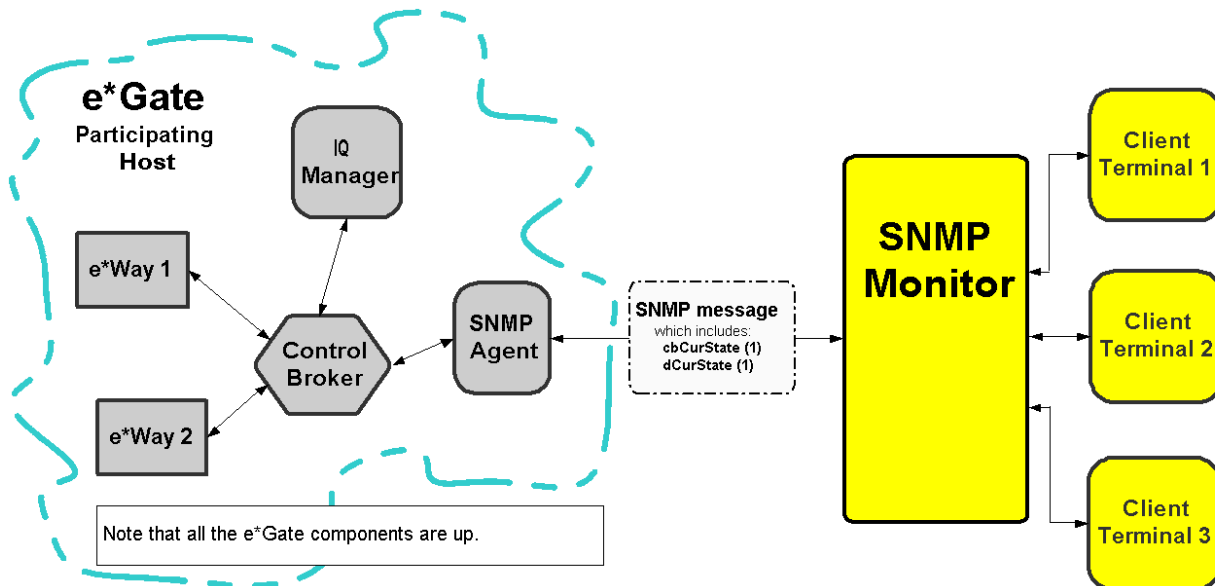 e*Gate
Participating
Host
IQ
Manager
e*Way 1
Control
Broker
e*Way 2
SNMP
Agent
SNMP message
which includes:
cbCurState (1)
dCurState (1)
SNMP
Monitor
Client
Terminal 1
Client
Terminal 2
Client
Terminal 3
Note that all the e*Gate components are up.